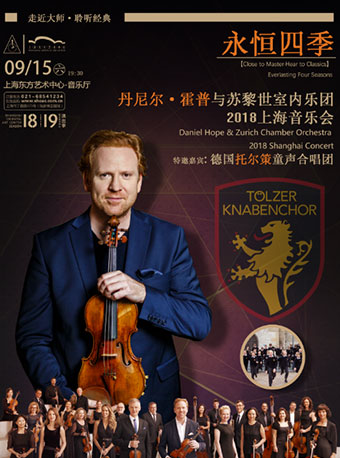 走近大师·聆听经典
永恒四季
【Close to Master Hear to Classics】
Everlasting Four Seasons
09/15 六 19:30
上海东方艺术中心·音乐厅
021-68541234
18|19
丹尼尔·霍普与苏黎世室内乐团
2018上海音乐会
Daniel Hope & Zurich Chamber Orchestra
2018 Shanghai Concert
特邀嘉宾:德国托尔策童声合唱团
TÖLZER
KNABENCHOR